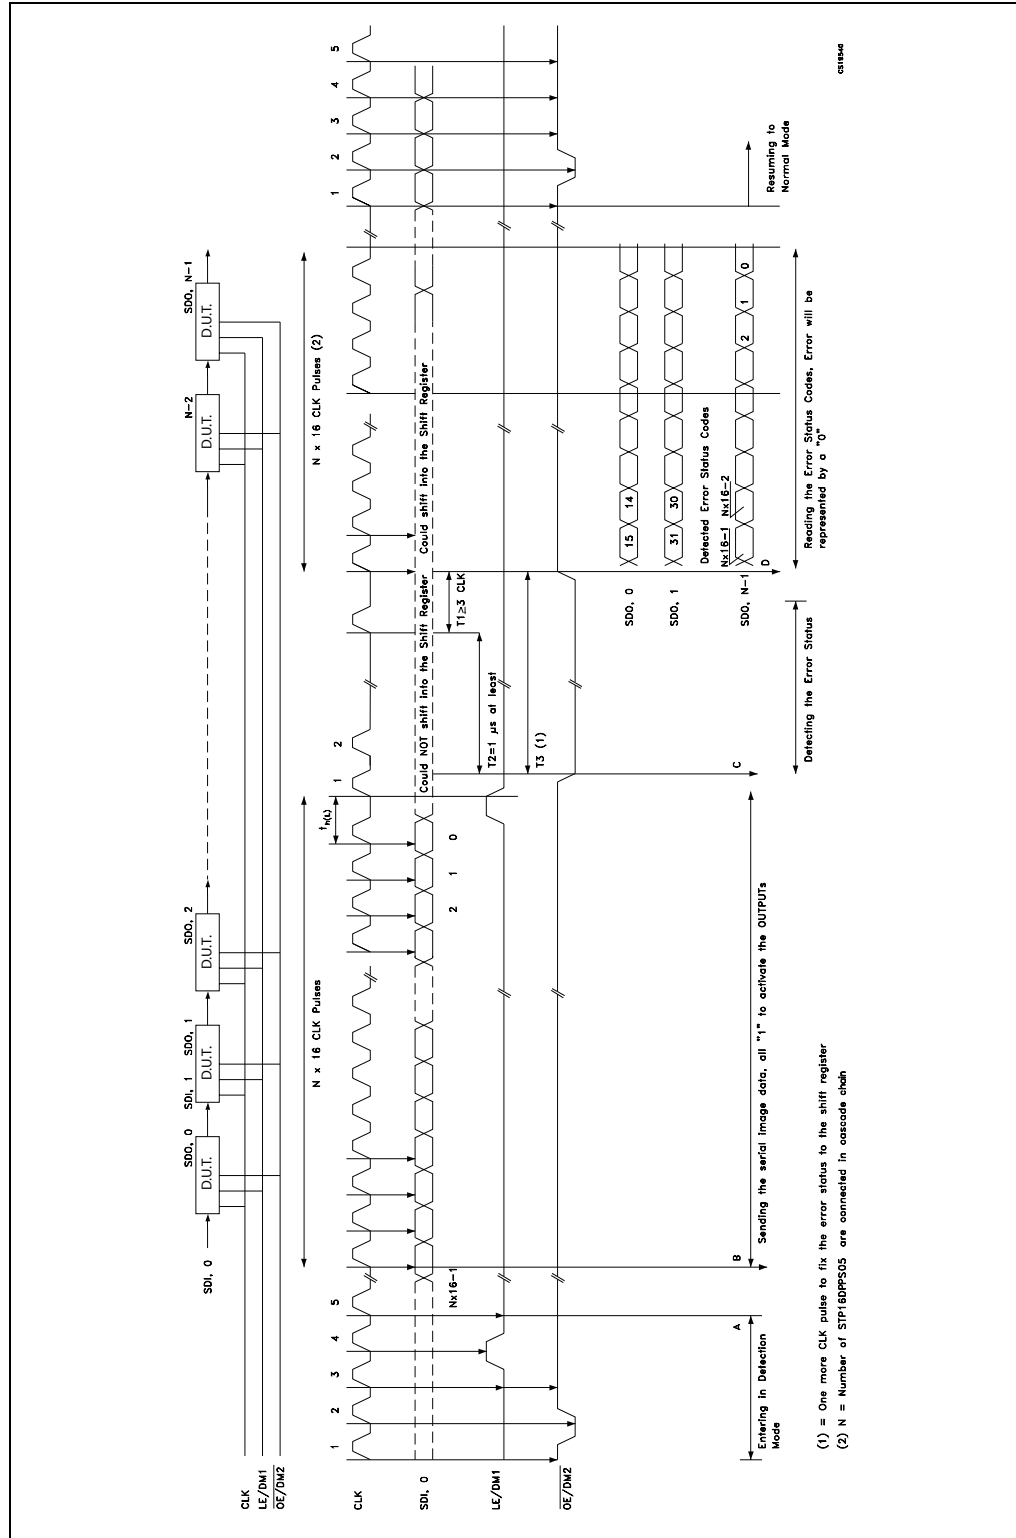 SDI, 0
SDO, 0
SDI, 1
SDO, 1
SDO, 2
N-2
SDO, N-1
D.U.T.
D.U.T.
D.U.T.
D.U.T.
D.U.T.
CLK
LE/DM1
OE/DM2
N x 16 CLK Pulses
N x 16 CLK Pulses (2)
CLK
1 2 3 4 5
th(L)
1 2
1 2 3 4 5
SDI, 0
Nx16-1
2 1 0
Could NOT shift into the Shift Register
Could shift into the Shift Register
T1≥3 CLK
LE/DM1
T2=1 µs at least
T3 (1)
OE/DM2
SDO, 0
15 14
SDO, 1
31 30
Detected Error Status Codes
Nx16-1 Nx16-2
SDO, N-1
2 1 0
A
B
C
D
Entering in Detection
Mode
Sending the serial image data, all "1" to activate the OUTPUTs
Detecting the Error Status
Reading the Error Status Codes, Error will be
represented by a "0"
Resuming to
Normal Mode
(1) = One more CLK pulse to fix the error status to the shift register
(2) N = Number of STP16DPPS05 are connected in cascade chain
CS18540